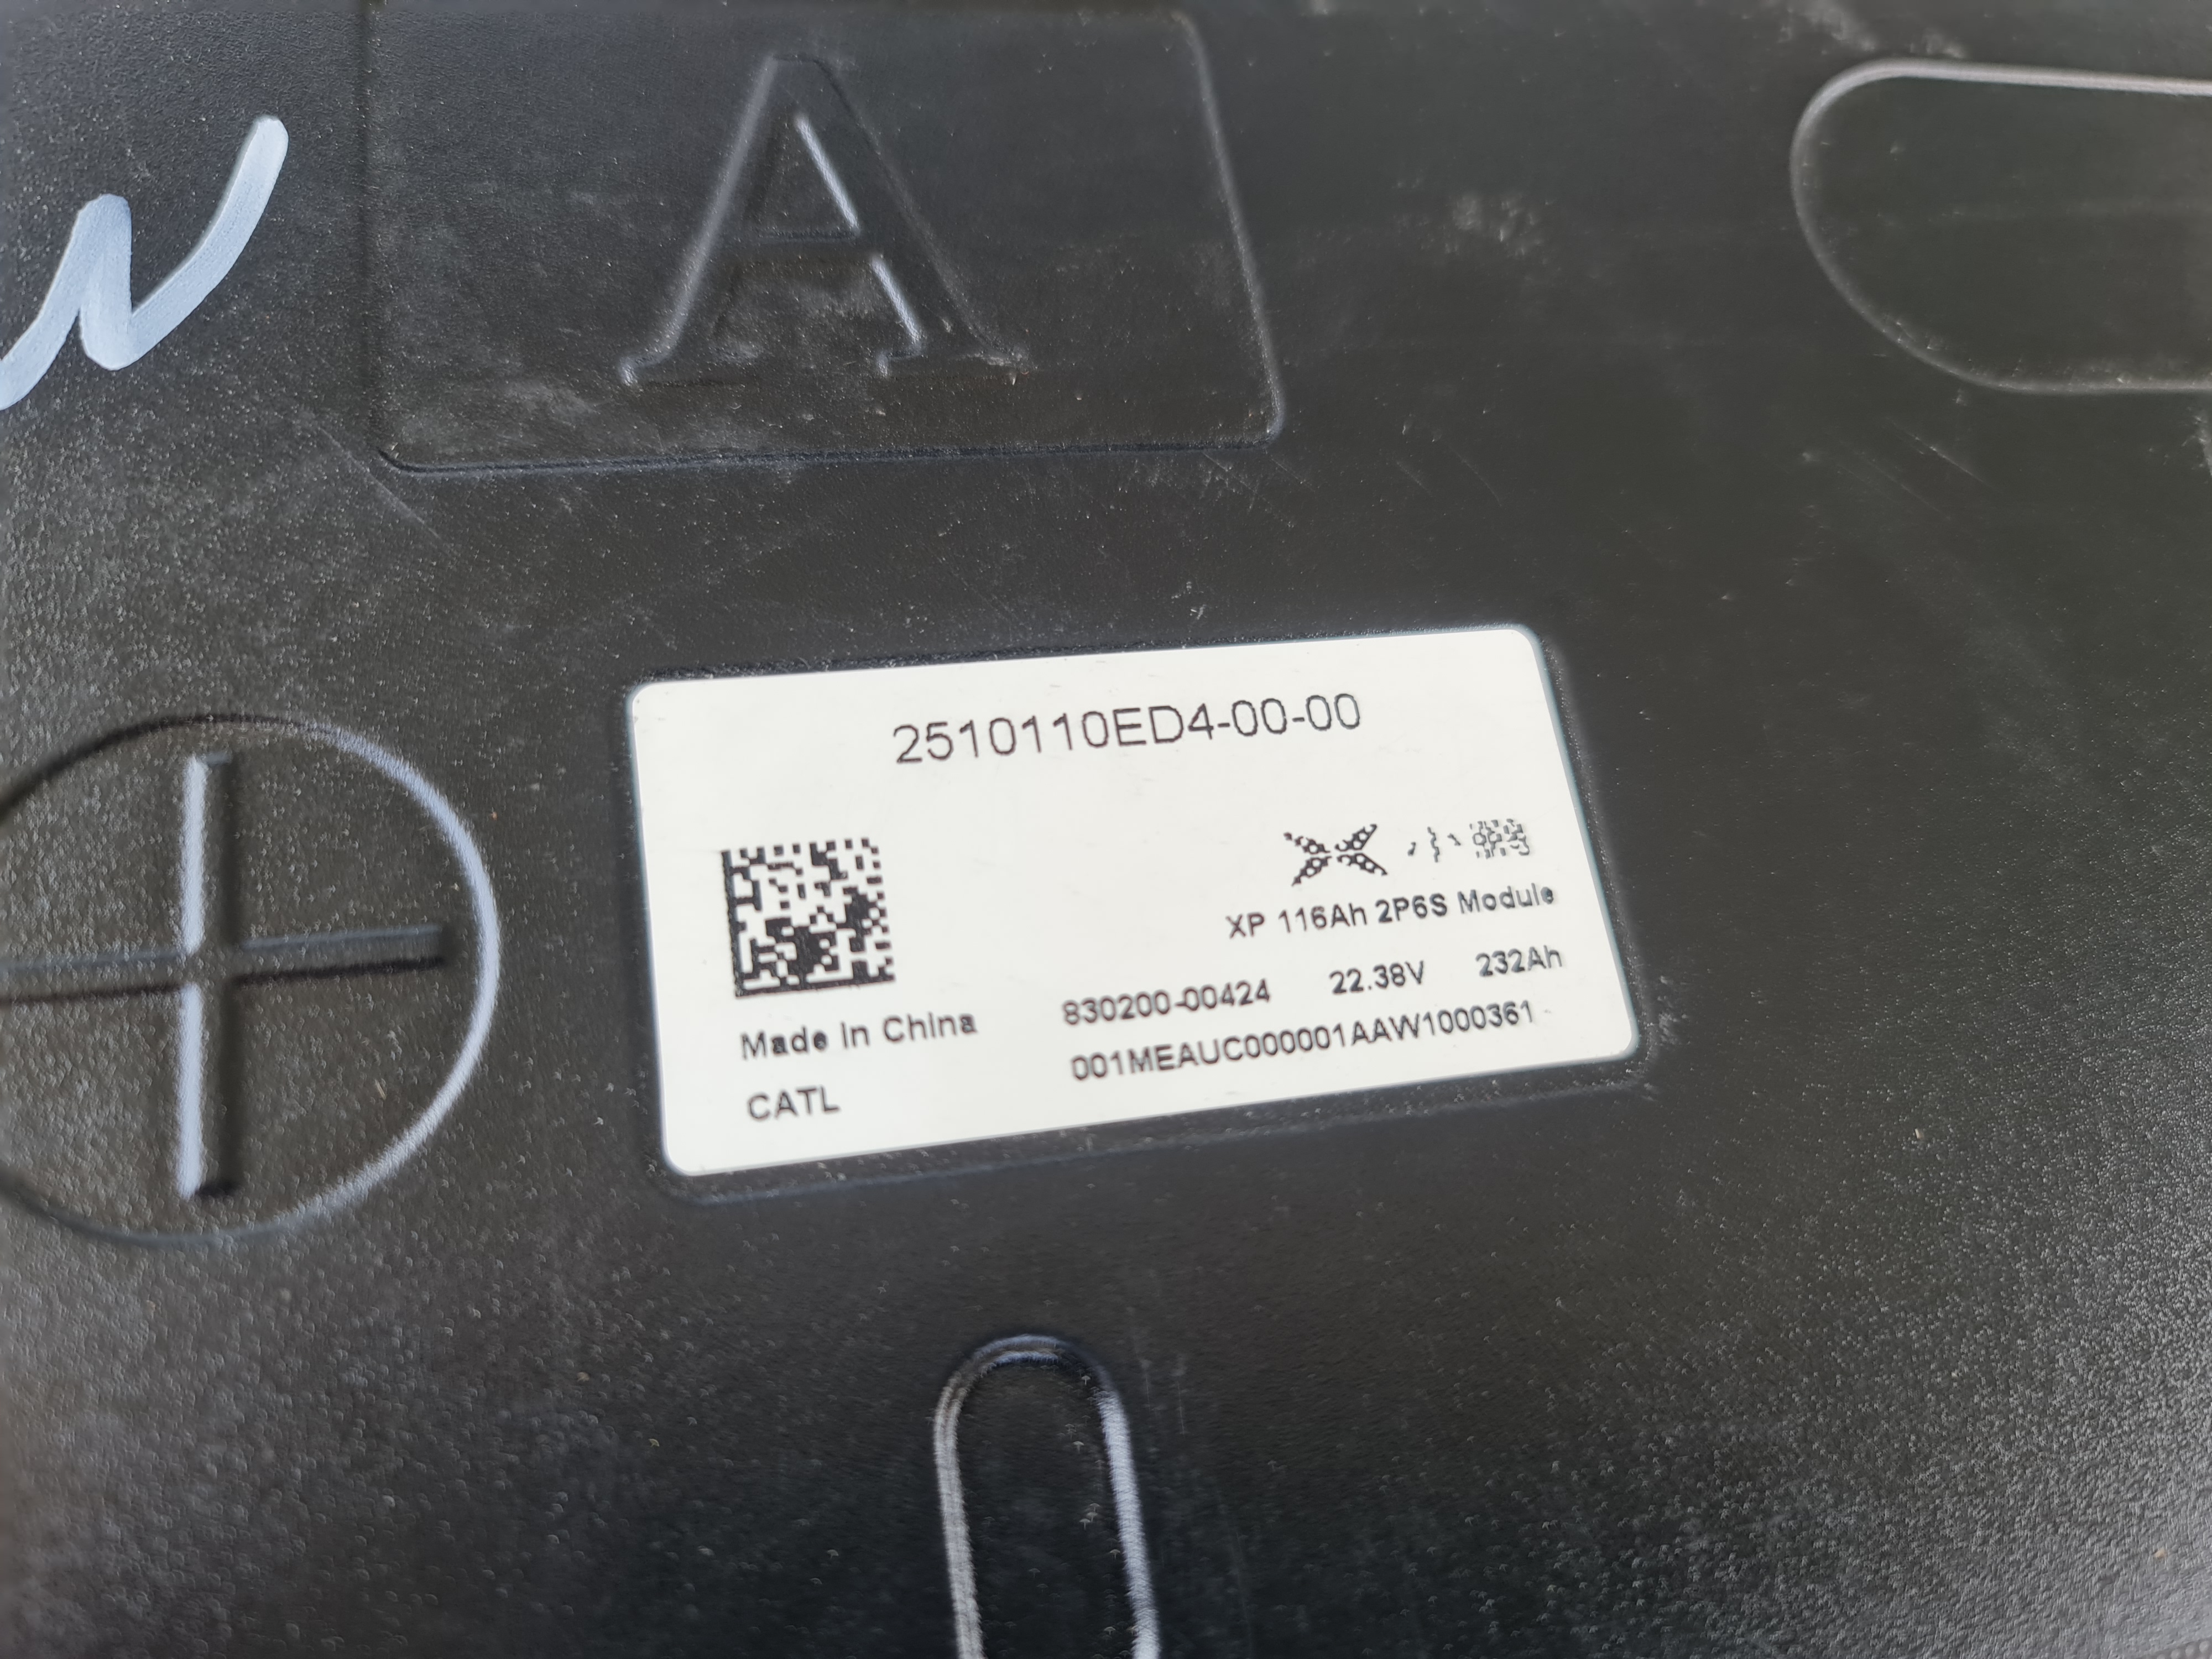 A
2510110ED4-00-00
XP 116Ah 2P6S Module
830200-00424 22.38V 232Ah
001MEAUC000001AAW1000361
Made In China
CATL